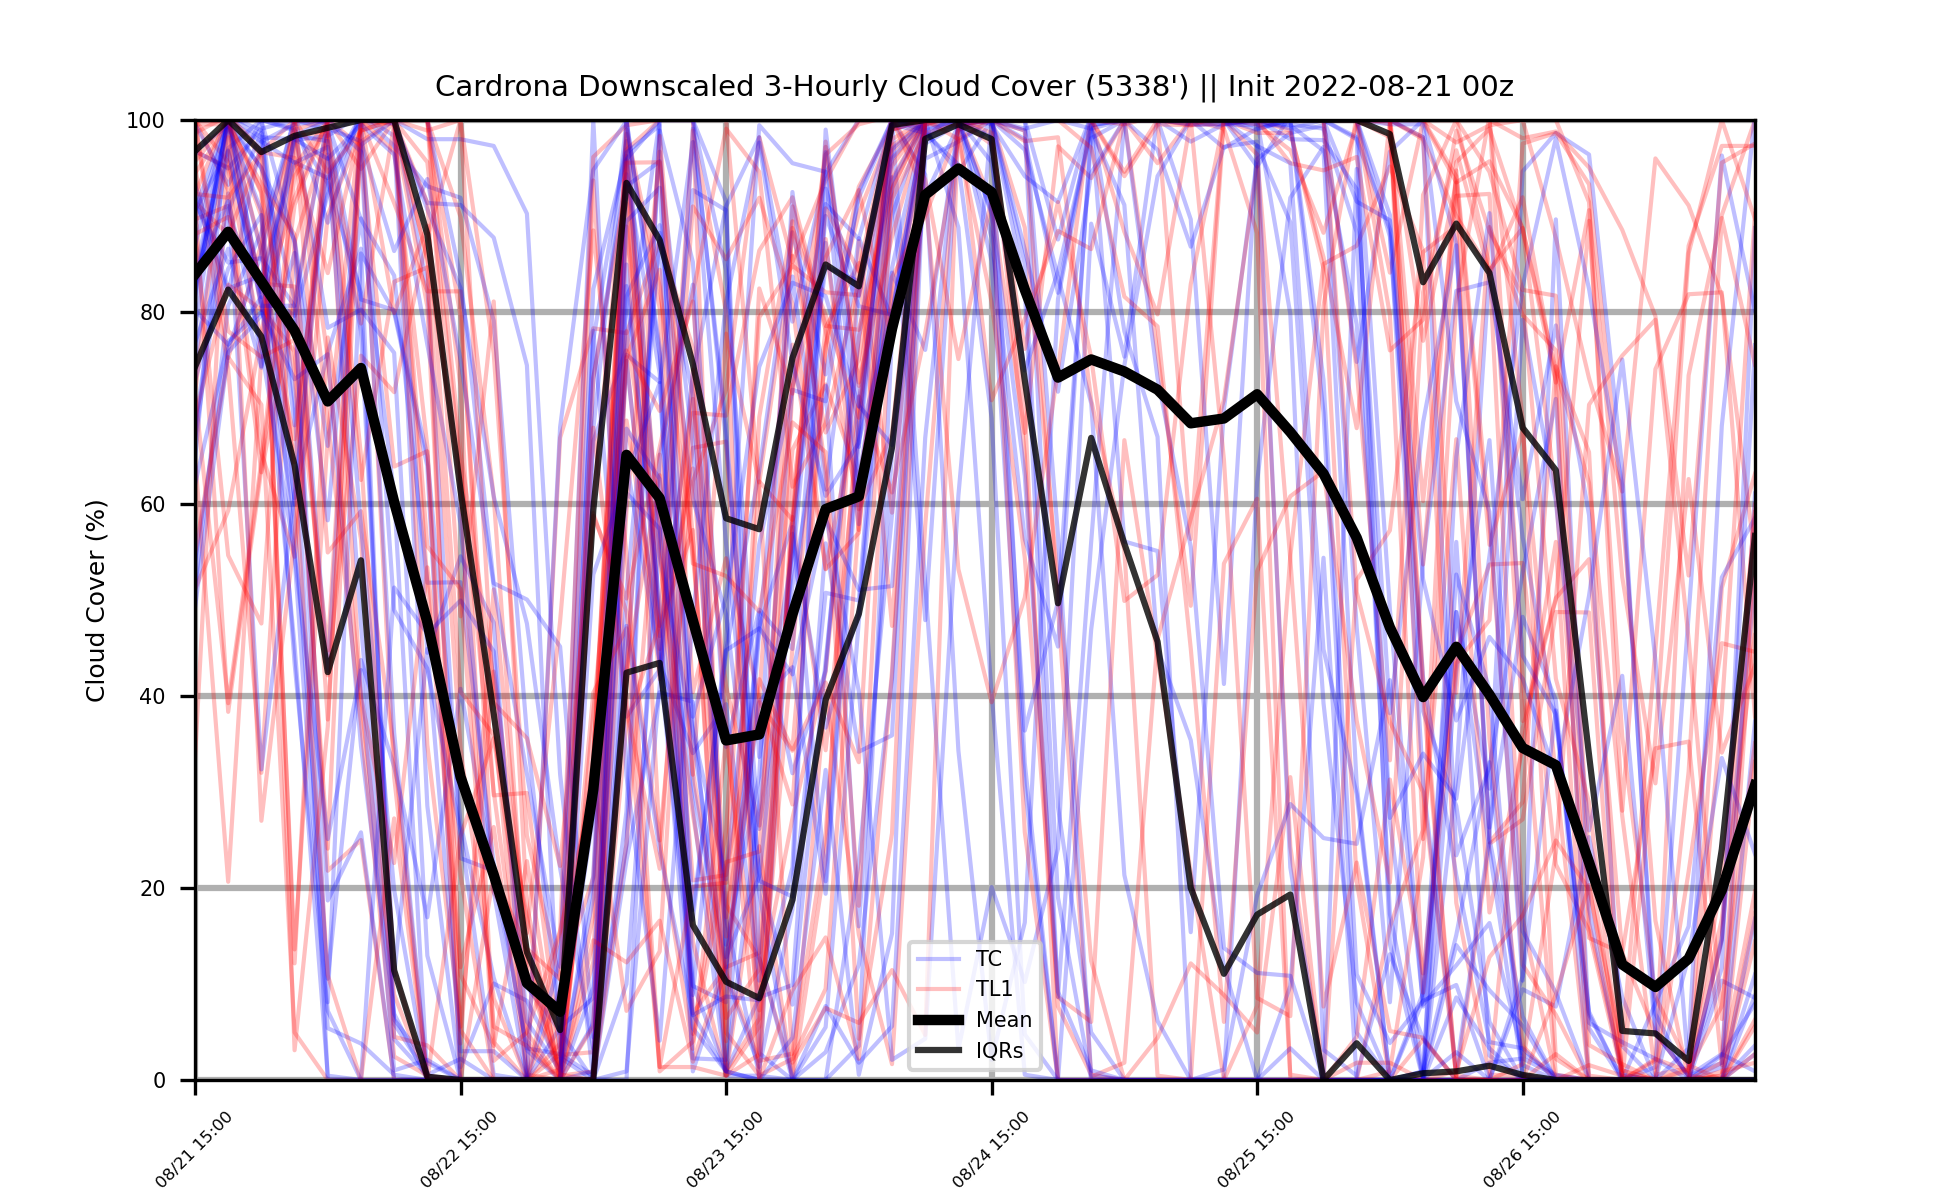 Cardrona Downscaled 3-Hourly Cloud Cover (5338') || Init 2022-08-21 00z
Cloud Cover (%)
100
80
60
40
20
0
TC
TL1
Mean
IQRs
08/21 15:00
08/22 15:00
08/23 15:00
08/24 15:00
08/25 15:00
08/26 15:00